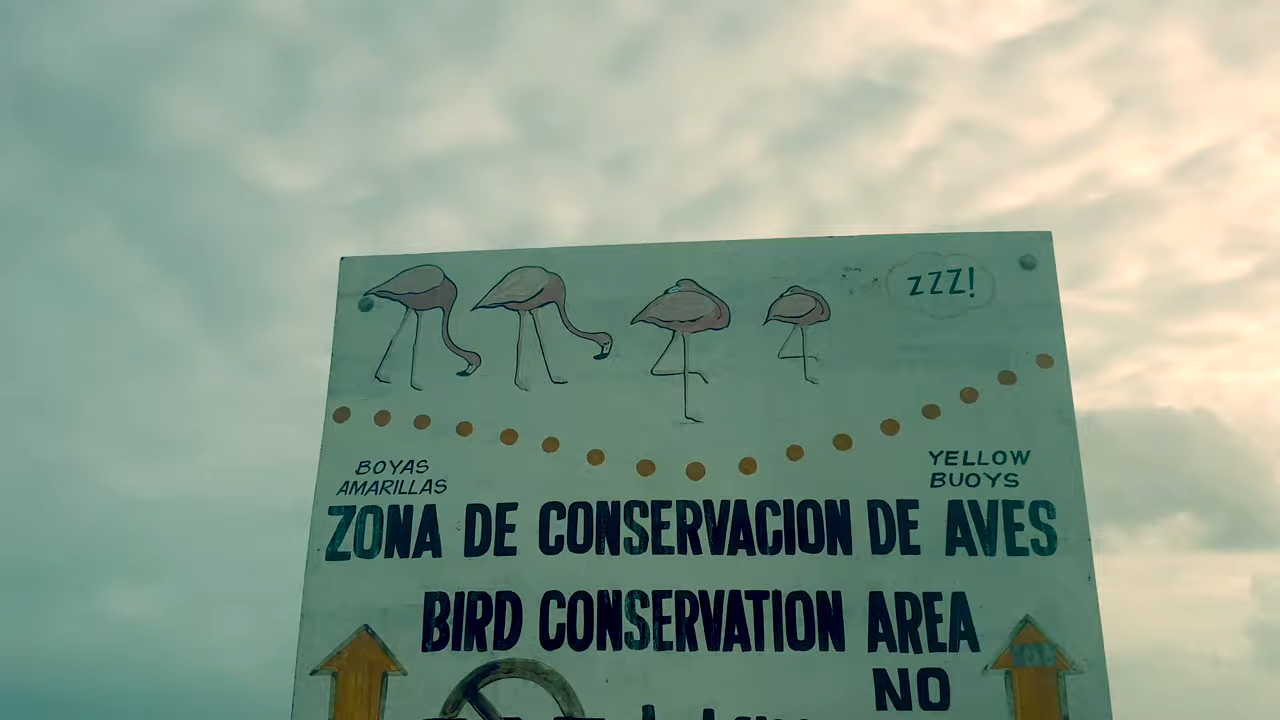 zzz!
BOYAS
AMARILLAS
YELLOW
BUOYS
ZONA DE CONSERVACION DE AVES
BIRD CONSERVATION AREA
NO